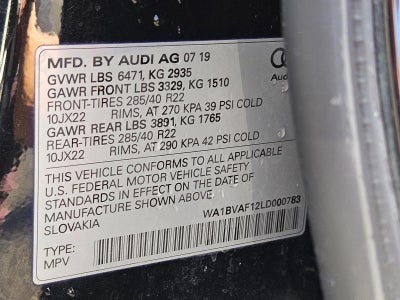 MFD. BY AUDI AG 07 19
GVWR LBS 6471, KG 2935
GAWR FRONT LBS 3329, KG 1510
FRONT-TIRES 285/40 R22
10JX22 RIMS, AT 270 KPA 39 PSI COLD
GAWR REAR LBS 3891, KG 1765
REAR-TIRES 285/40 R22
10JX22 RIMS, AT 290 KPA 42 PSI COLD
Audi
THIS VEHICLE CONFORMS TO ALL APPLICABLE
U.S. FEDERAL MOTOR VEHICLE SAFETY
STANDARDS IN EFFECT ON THE DATE OF
MANUFACTURE SHOWN ABOVE.
SLOVAKIA
WA1BVAF12LD000783
TYPE:
MPV